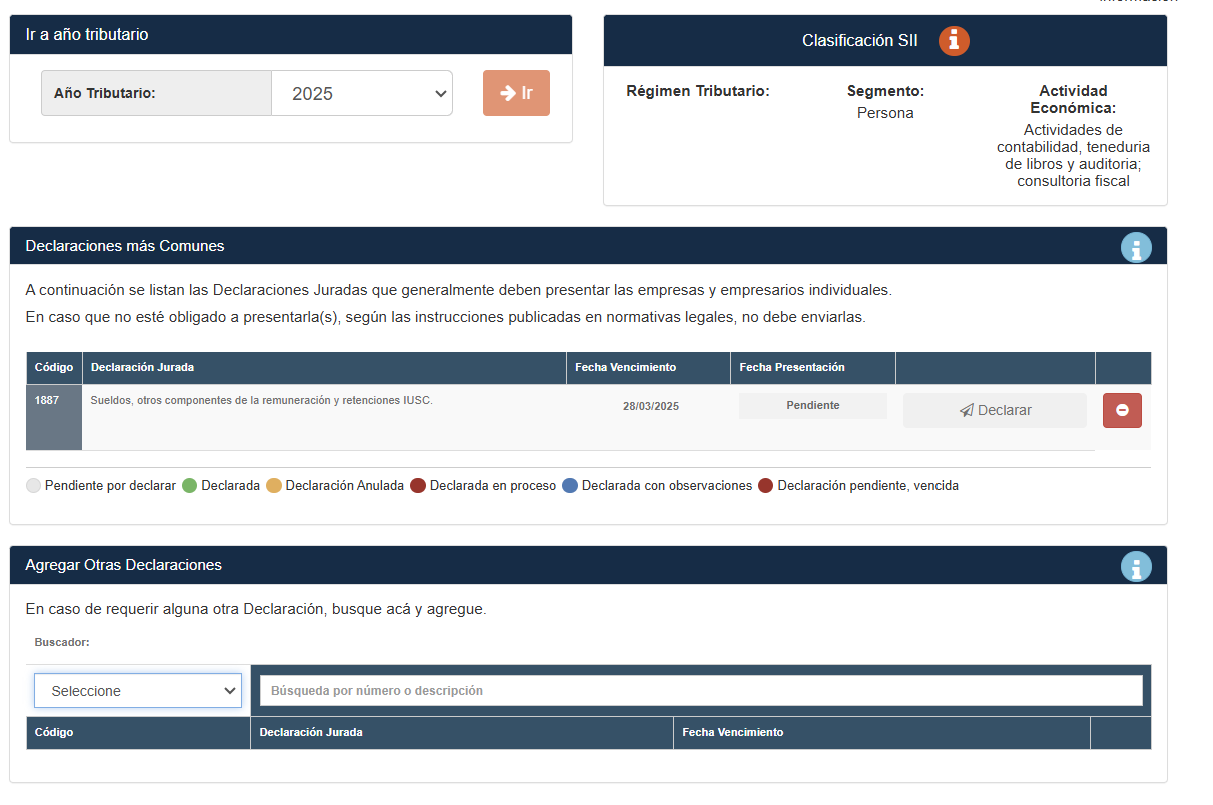 Información
Ir a año tributario
Año Tributario:
2025
Ir
Clasificación SII
Régimen Tributario:
Segmento:
Persona
Actividad
Económica:
Actividades de
contabilidad, teneduria
de libros y auditoria;
consultoria fiscal
Declaraciones más Comunes
A continuación se listan las Declaraciones Juradas que generalmente deben presentar las empresas y empresarios individuales.
En caso que no esté obligado a presentarla(s), según las instrucciones publicadas en normativas legales, no debe enviarlas.
Código Declaración Jurada Fecha Vencimiento Fecha Presentación
1887 Sueldos, otros componentes de la remuneración y retenciones IUSC. 28/03/2025 Pendiente Declarar
Pendiente por declarar Declarada Declaración Anulada Declarada en proceso Declarada con observaciones Declaración pendiente, vencida
Agregar Otras Declaraciones
En caso de requerir alguna otra Declaración, busque acá y agregue.
Buscador:
Seleccione Búsqueda por número o descripción
Código Declaración Jurada Fecha Vencimiento